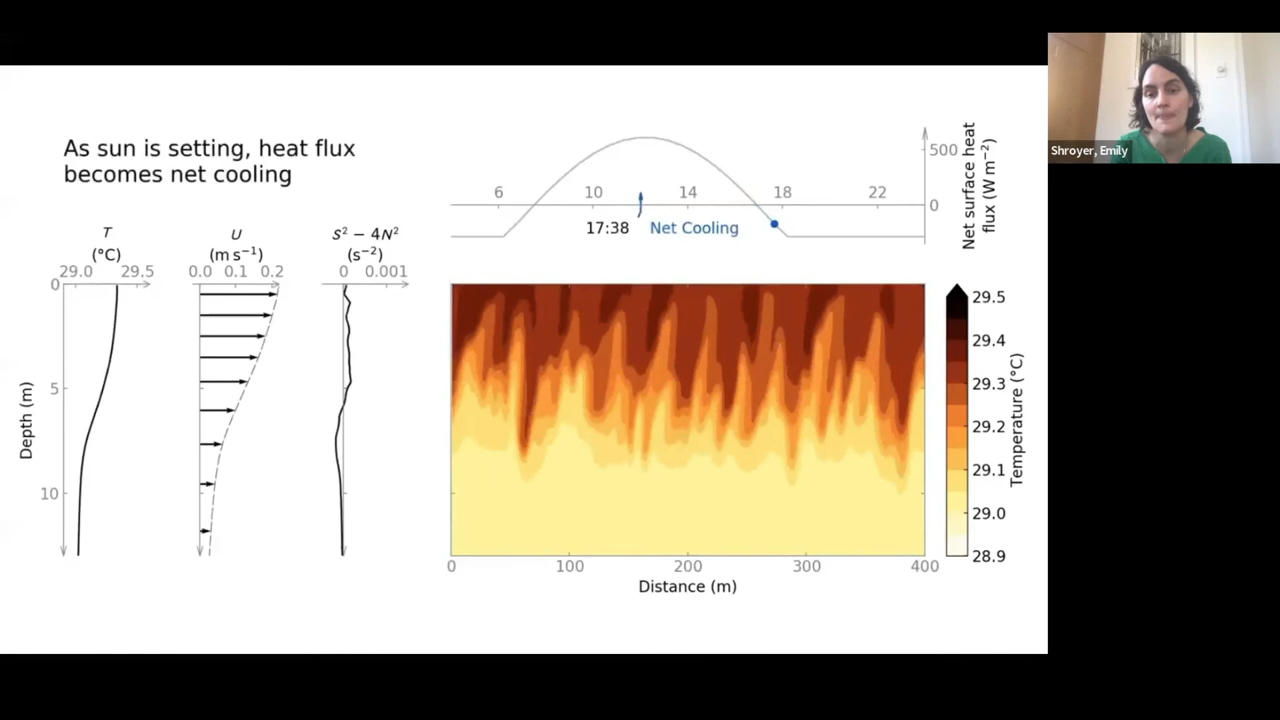 As sun is setting, heat flux
becomes net cooling
T
(°C)
29.0 29.5
U
(m s⁻¹)
0.0 0.1 0.2
S² − 4N²
(s⁻²)
0 0.001
0
5
10
Depth (m)
6 10 14 18 22
17:38 Net Cooling
500
0
Net surface heat
flux (W m⁻²)
0 100 200 300 400
Distance (m)
29.5
29.4
29.3
29.2
29.1
29.0
28.9
Temperature (°C)
Shroyer, Emily